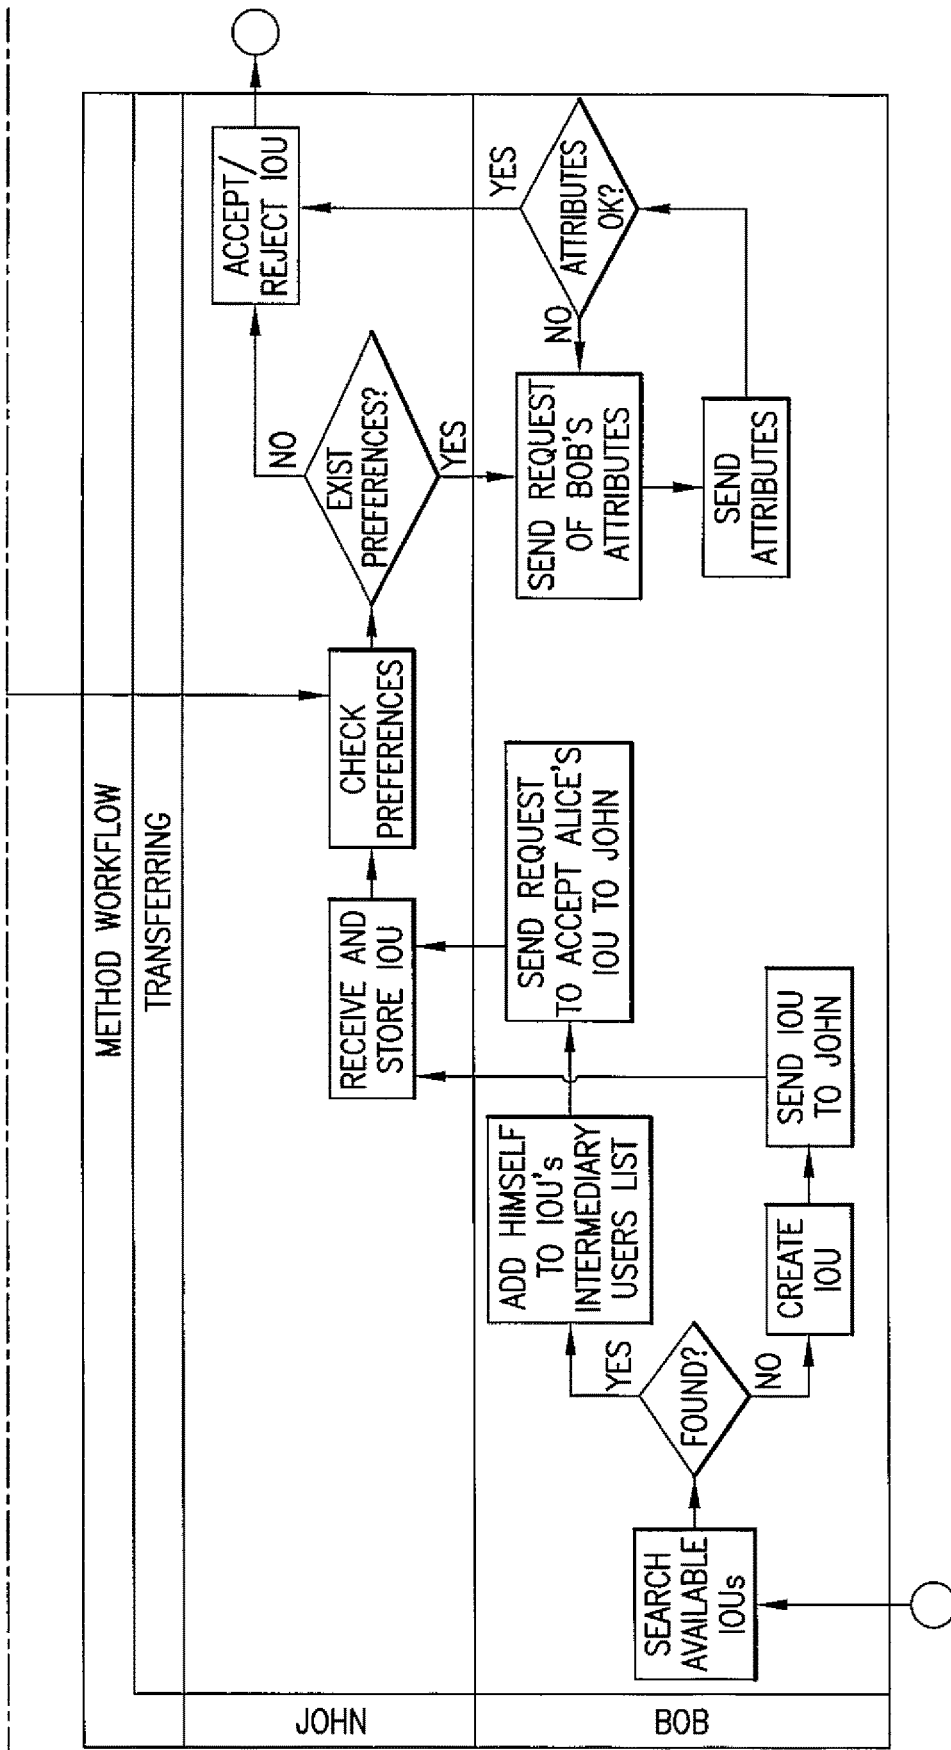 METHOD WORKFLOW
TRANSFERRING
JOHN
RECEIVE AND
STORE IOU
CHECK
PREFERENCES
EXIST
PREFERENCES?
NO
YES
ACCEPT/
REJECT IOU
BOB
SEARCH
AVAILABLE
IOUs
FOUND?
YES
NO
ADD HIMSELF
TO IOU's
INTERMEDIARY
USERS LIST
CREATE
IOU
SEND IOU
TO JOHN
SEND REQUEST
TO ACCEPT ALICE'S
IOU TO JOHN
SEND REQUEST
OF BOB'S
ATTRIBUTES
SEND
ATTRIBUTES
NO
ATTRIBUTES
OK?
YES